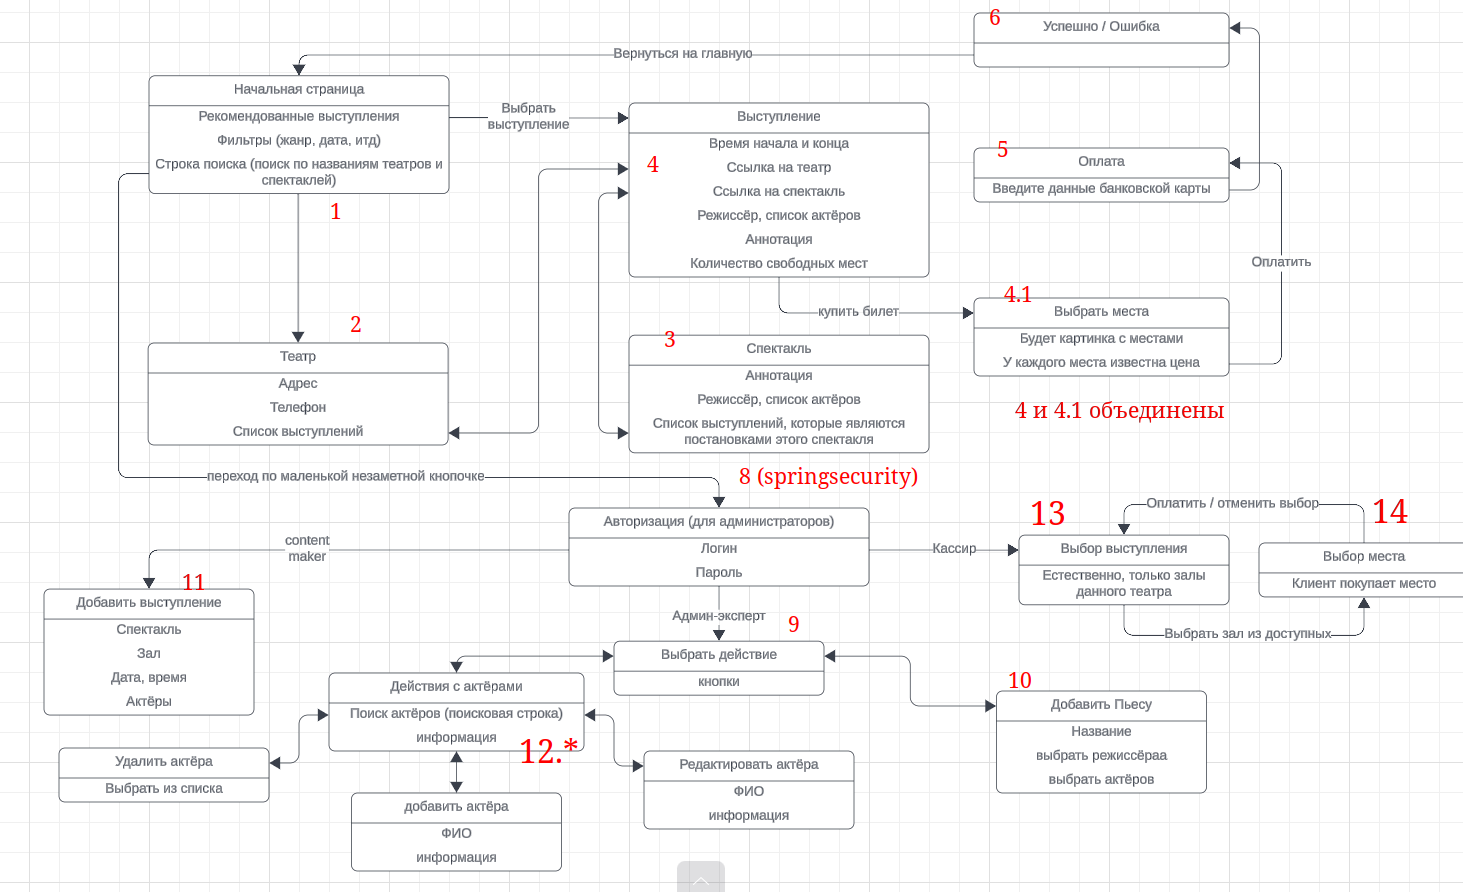 6
Успешно / Ошибка
Вернуться на главную
Начальная страница
Рекомендованные выступления
Фильтры (жанр, дата, итд)
Строка поиска (поиск по названиям театров и
спектаклей)
1
Выбрать
выступление
Выступление
Время начала и конца
4
Ссылка на театр
Ссылка на спектакль
Режиссёр, список актёров
Аннотация
Количество свободных мест
5
Оплата
Введите данные банковской карты
Оплатить
купить билет
4.1
Выбрать места
Будет картинка с местами
У каждого места известна цена
4 и 4.1 объединены
2
Театр
Адрес
Телефон
Список выступлений
3
Спектакль
Аннотация
Режиссёр, список актёров
Список выступлений, которые являются
постановками этого спектакля
переход по маленькой незаметной кнопочке
8 (springsecurity)
Авторизация (для администраторов)
Логин
Пароль
content
maker
Кассир
Админ-эксперт
13
Выбор выступления
Естественно, только залы
данного театра
Оплатить / отменить выбор
14
Выбор места
Клиент покупает место
Выбрать зал из доступных
11
Добавить выступление
Спектакль
Зал
Дата, время
Актёры
9
Выбрать действие
кнопки
Действия с актёрами
Поиск актёров (поисковая строка)
информация
12.*
10
Добавить Пьесу
Название
выбрать режиссёраа
выбрать актёров
Удалить актёра
Выбрать из списка
добавить актёра
ФИО
информация
Редактировать актёра
ФИО
информация